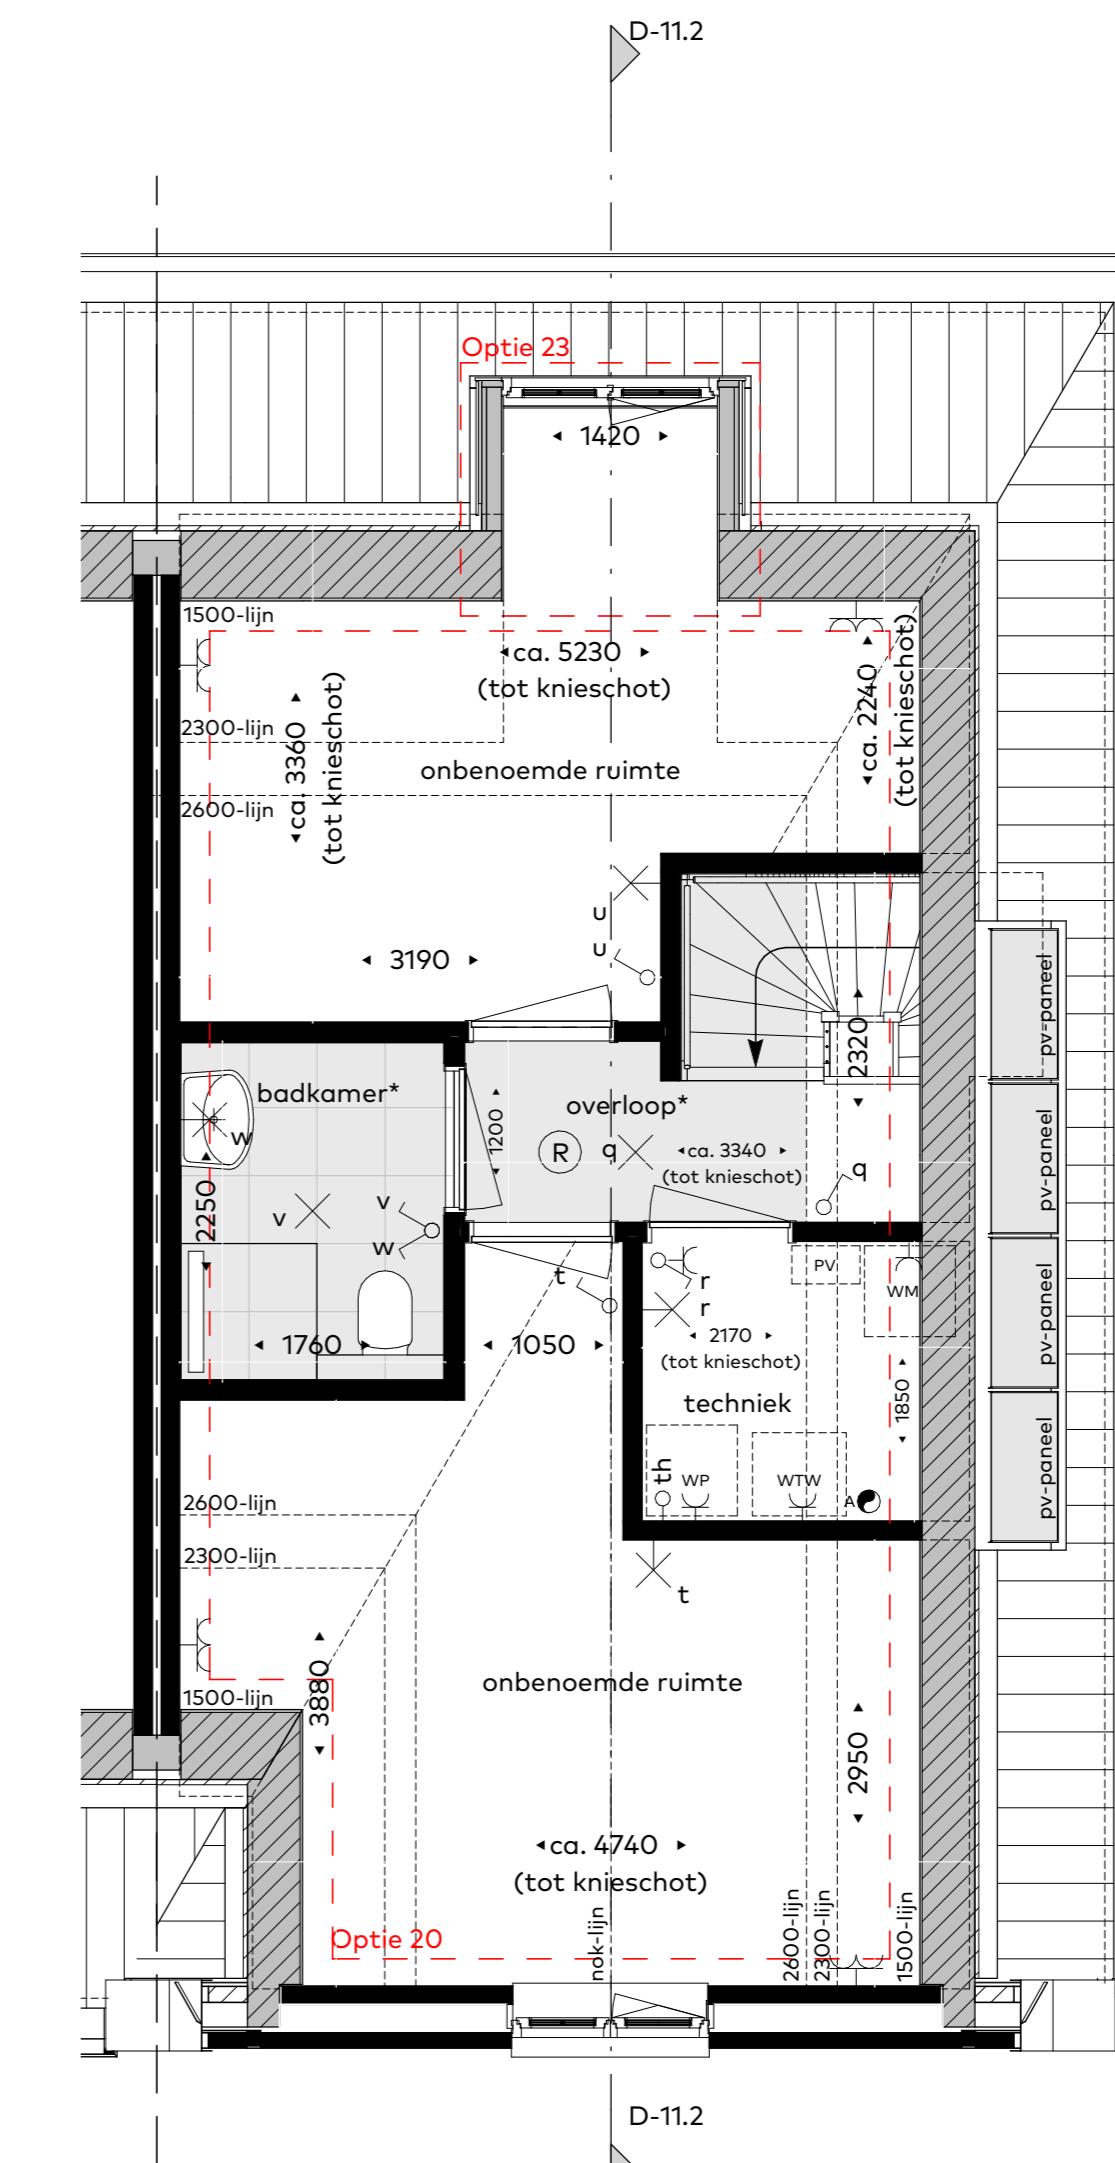 D-11.2
Optie 23
1420
1500-lijn
ca. 5230
(tot knieschot)
ca. 2240
(tot knieschot)
2300-lijn
ca. 3360
(tot knieschot)
onbenoemde ruimte
2600-lijn
u
u
3190
pv-paneel
2320
badkamer*
w
overloop*
1200
R
q
ca. 3340
(tot knieschot)
q
pv-paneel
2250
v
v
w
t
r
r
PV
WM
pv-paneel
1760
1050
2170
(tot knieschot)
1850
techniek
th
WP
WTW
A
pv-paneel
2600-lijn
2300-lijn
t
3880
onbenoemde ruimte
1500-lijn
2950
ca. 4740
(tot knieschot)
Optie 20
nok-lijn
2600-lijn
2300-lijn
1500-lijn
D-11.2